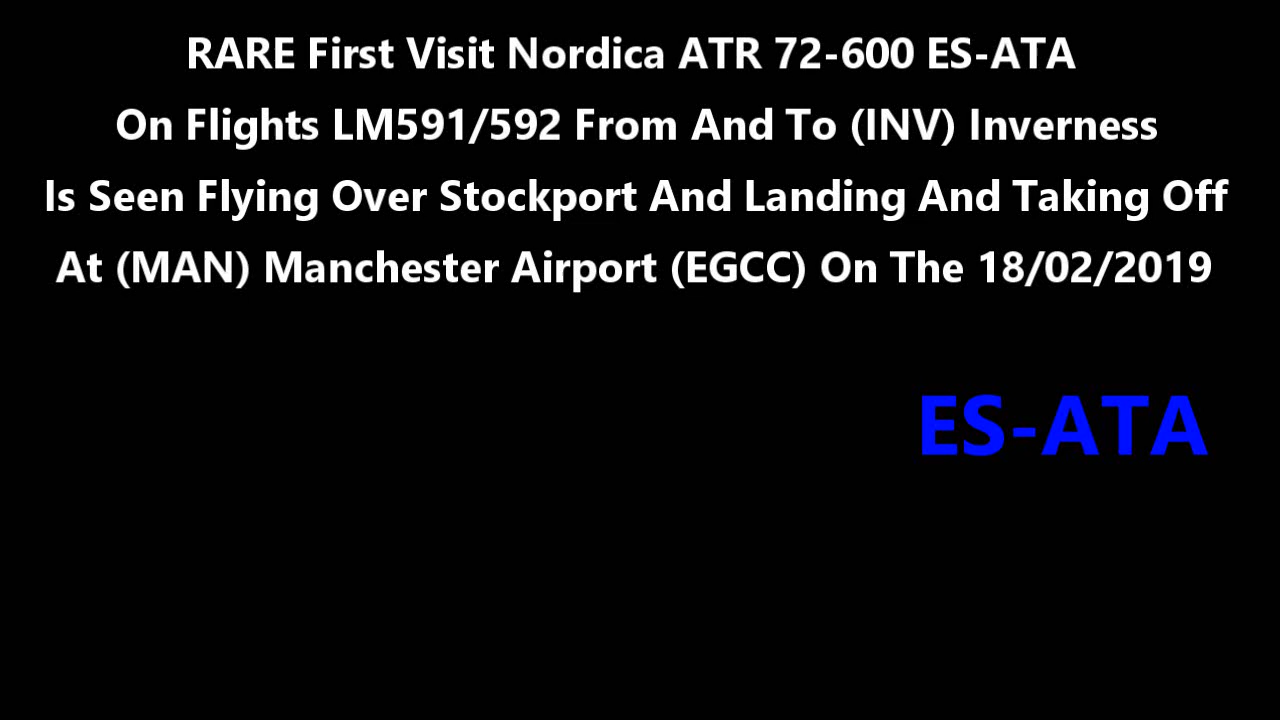 RARE First Visit Nordica ATR 72-600 ES-ATA
On Flights LM591/592 From And To (INV) Inverness
Is Seen Flying Over Stockport And Landing And Taking Off
At (MAN) Manchester Airport (EGCC) On The 18/02/2019
ES-ATA